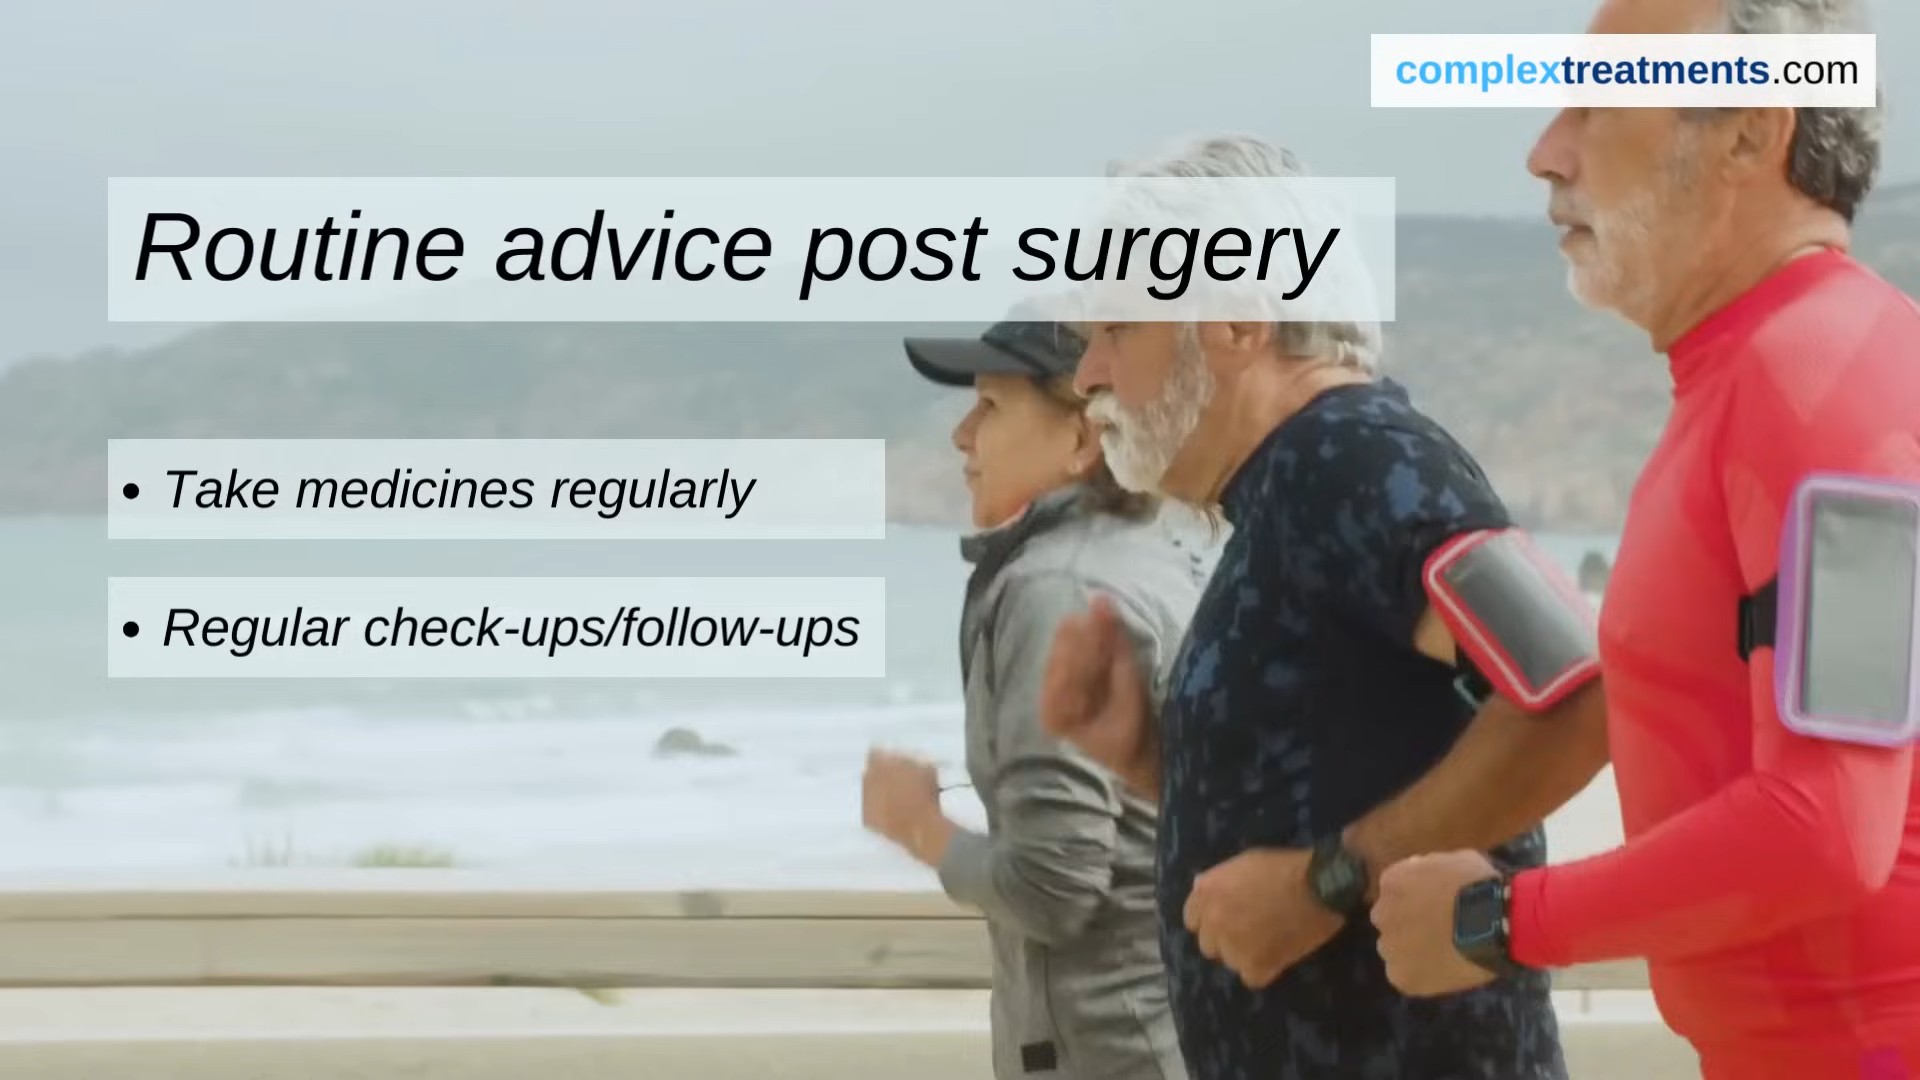 complextreatments.com
Routine advice post surgery
• Take medicines regularly
• Regular check-ups/follow-ups